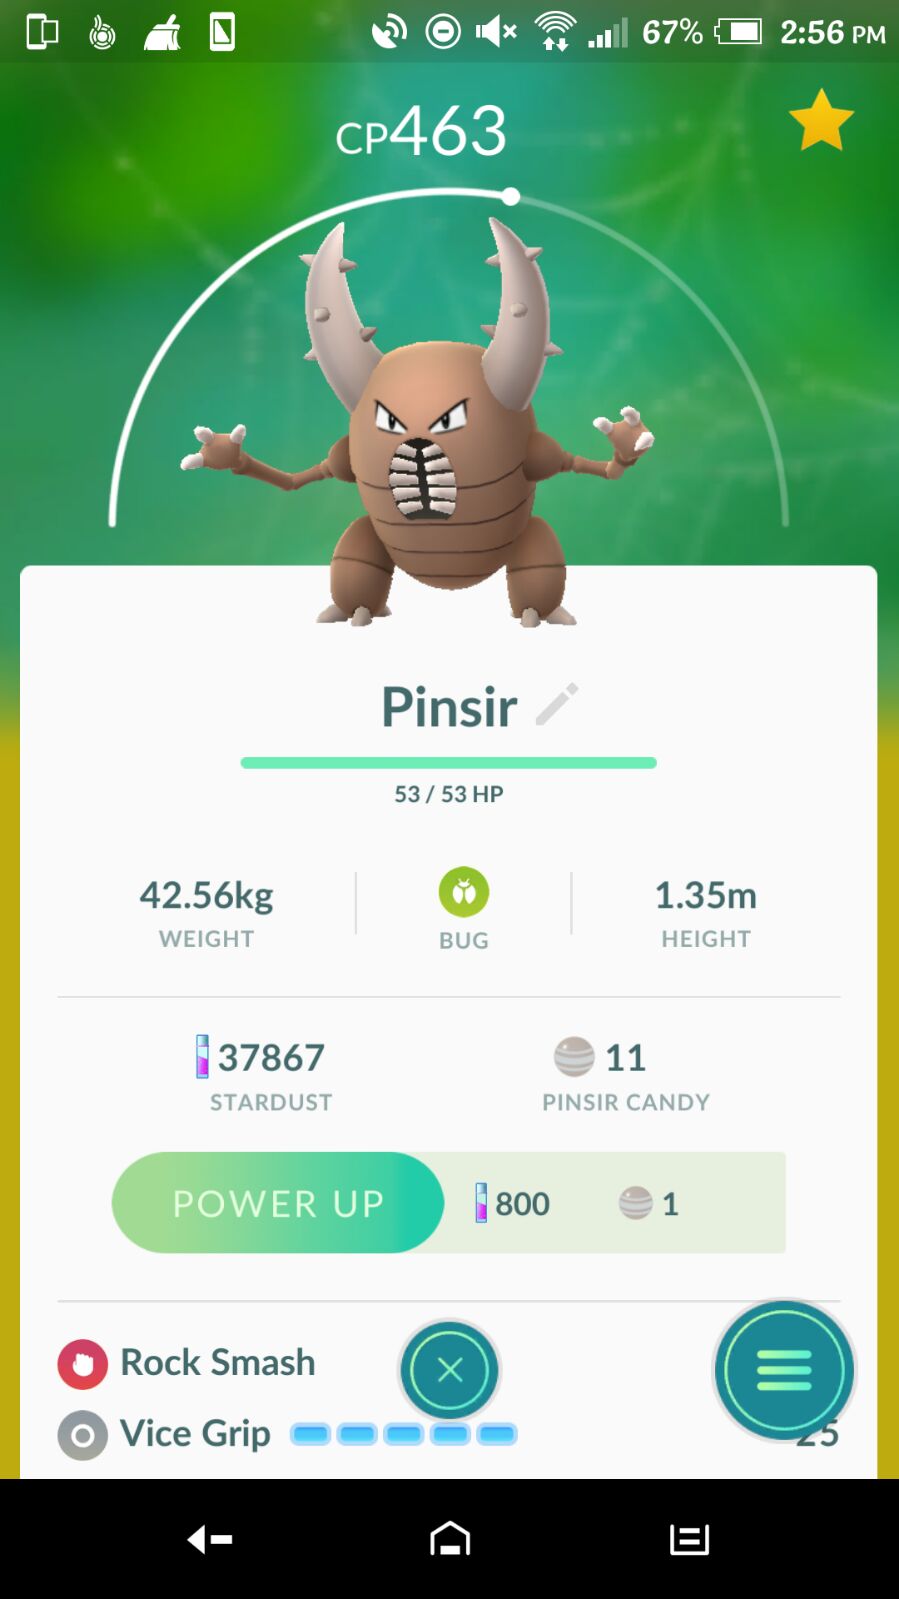 67% 2:56 PM
CP463
Pinsir
53 / 53 HP
42.56kg
WEIGHT
BUG
1.35m
HEIGHT
37867
STARDUST
11
PINSIR CANDY
POWER UP 800 1
Rock Smash
Vice Grip 25